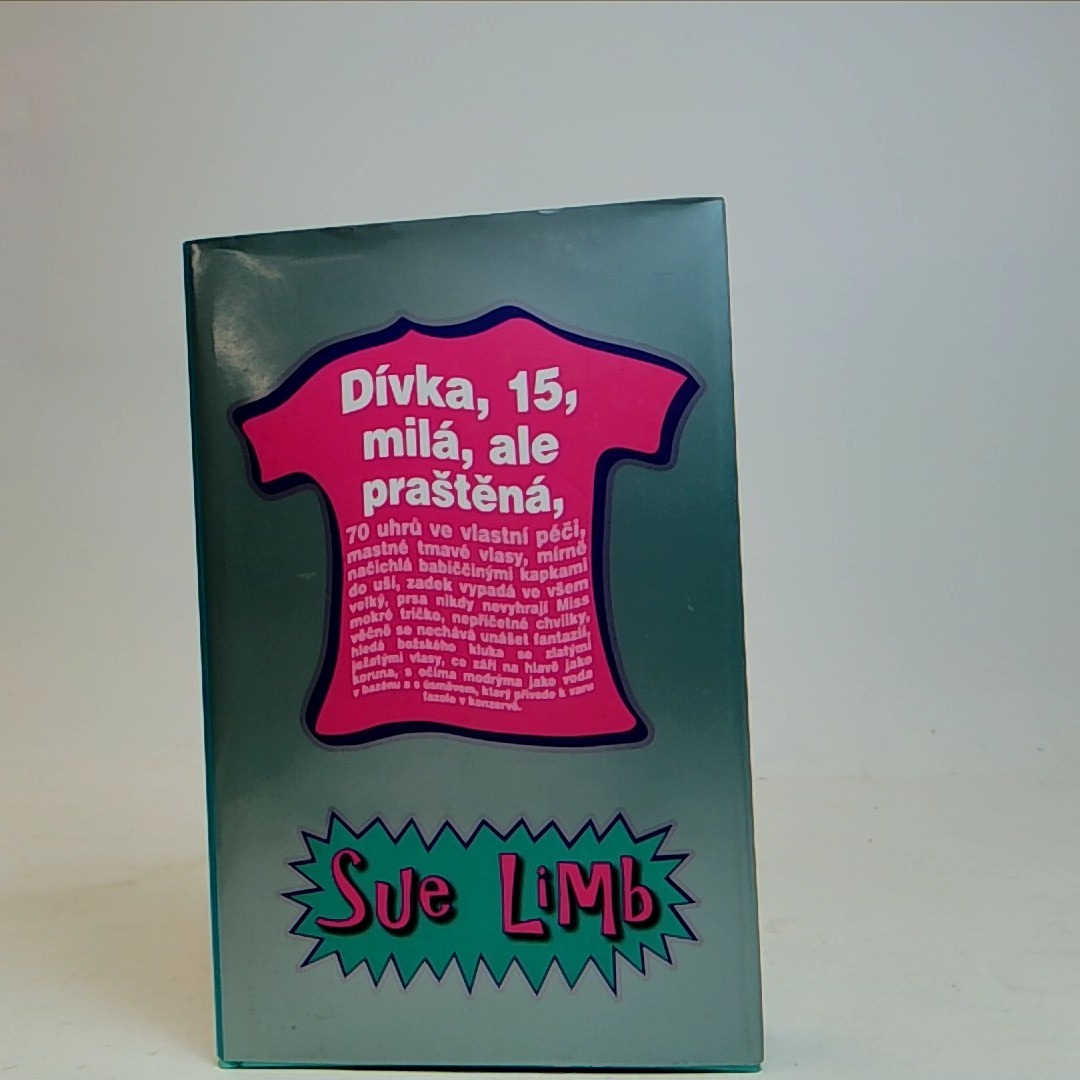 Dívka, 15,
milá, ale
praštěná,
70 uhrů ve vlastní péči,
mastné tmavé vlasy, mírně
načichlá babiččinými kapkami
do uší, zadek vypadá ve všem
velký, prsa nikdy nevyhrají Miss
mokré tričko, nepříčetné chvilky,
věčně se nechává unášet fantazií,
hledá božského kluka se zlatými
ježatými vlasy, co září na hlavě jako
koruna, s očima modrýma jako voda
v bazénu a s úsměvem, který přivede k varu
fazole v konzervě.
Sue Limb